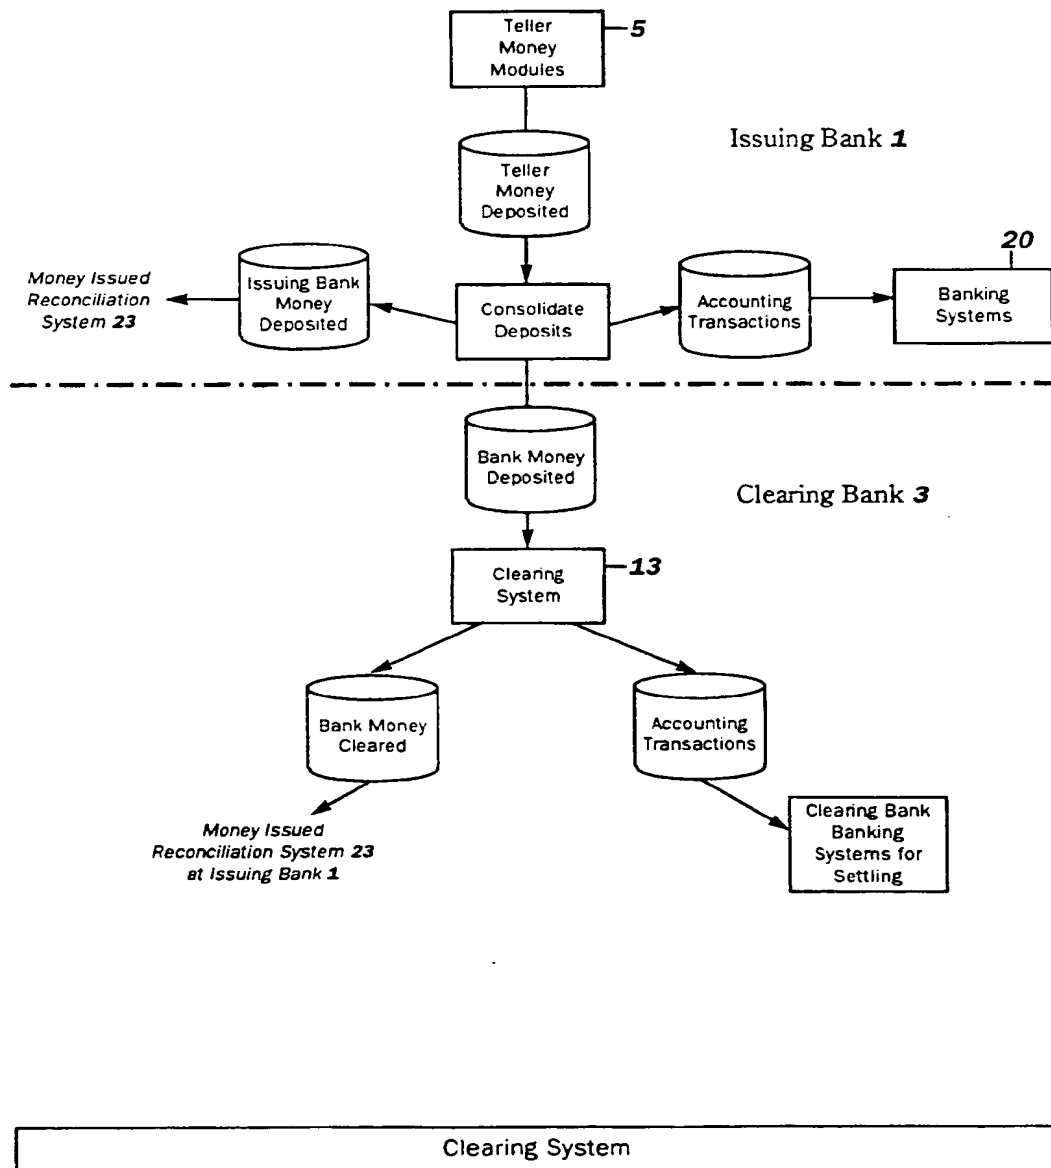 Teller
Money
Modules
5
Issuing Bank 1
Teller
Money
Deposited
20
Money Issued
Reconciliation
System 23
Issuing Bank
Money
Deposited
Consolidate
Deposits
Accounting
Transactions
Banking
Systems
Bank Money
Deposited
Clearing Bank 3
Clearing
System
13
Bank Money
Cleared
Accounting
Transactions
Money Issued
Reconciliation System 23
at Issuing Bank 1
Clearing Bank
Banking
Systems for
Settling
Clearing System